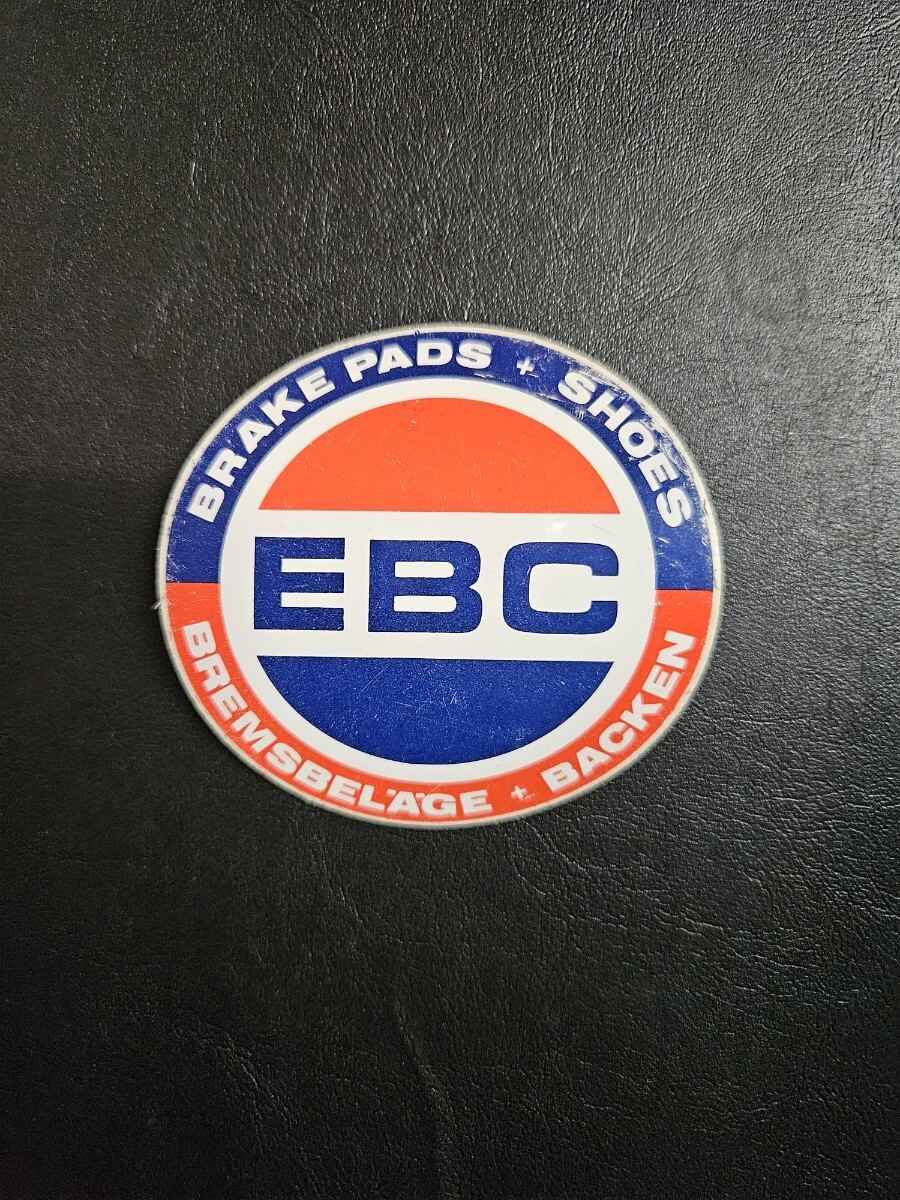 BRAKE PADS + SHOES
EBC
BREMSBELÄGE + BACKEN